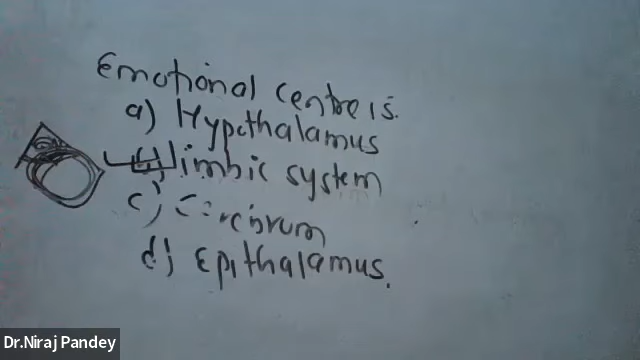 Emotional centre is.
a) Hypothalamus
limbic system
c) Cerebrum
d) Epithalamus.
Dr.Niraj Pandey